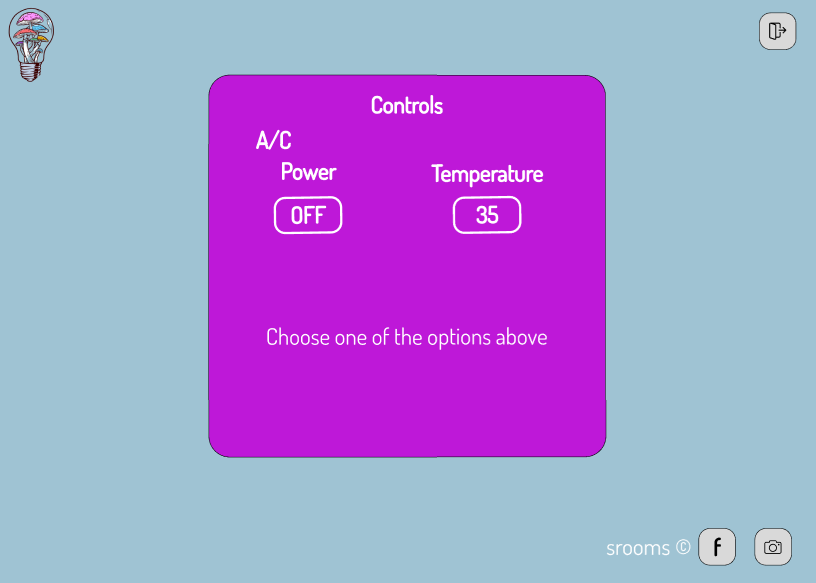 Controls
A/C
Power
Temperature
OFF
35
Choose one of the options above
srooms ©
f